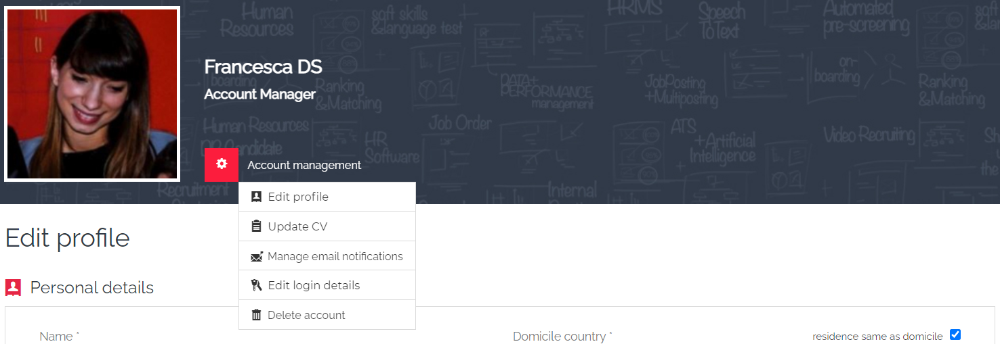 Human
Resources
soft skills
&language test
HRMS
Speech
To Text
Automated
pre-screening
soft
&lang
Francesca DS
Account Manager
Ranking
&Matching
DATA+
PERFORMANCE
management
JobPosting
+Multiposting
on-
boarding
Ranking
&Matching
Human Resources
Job Order
HR
Software
ATS
+Artificial
Intelligence
Video Recruiting
Account management
Recruitment
Internal
Edit profile
Update CV
Manage email notifications
Edit login details
Delete account
Edit profile
Personal details
Name *
Domicile country *
residence same as domicile